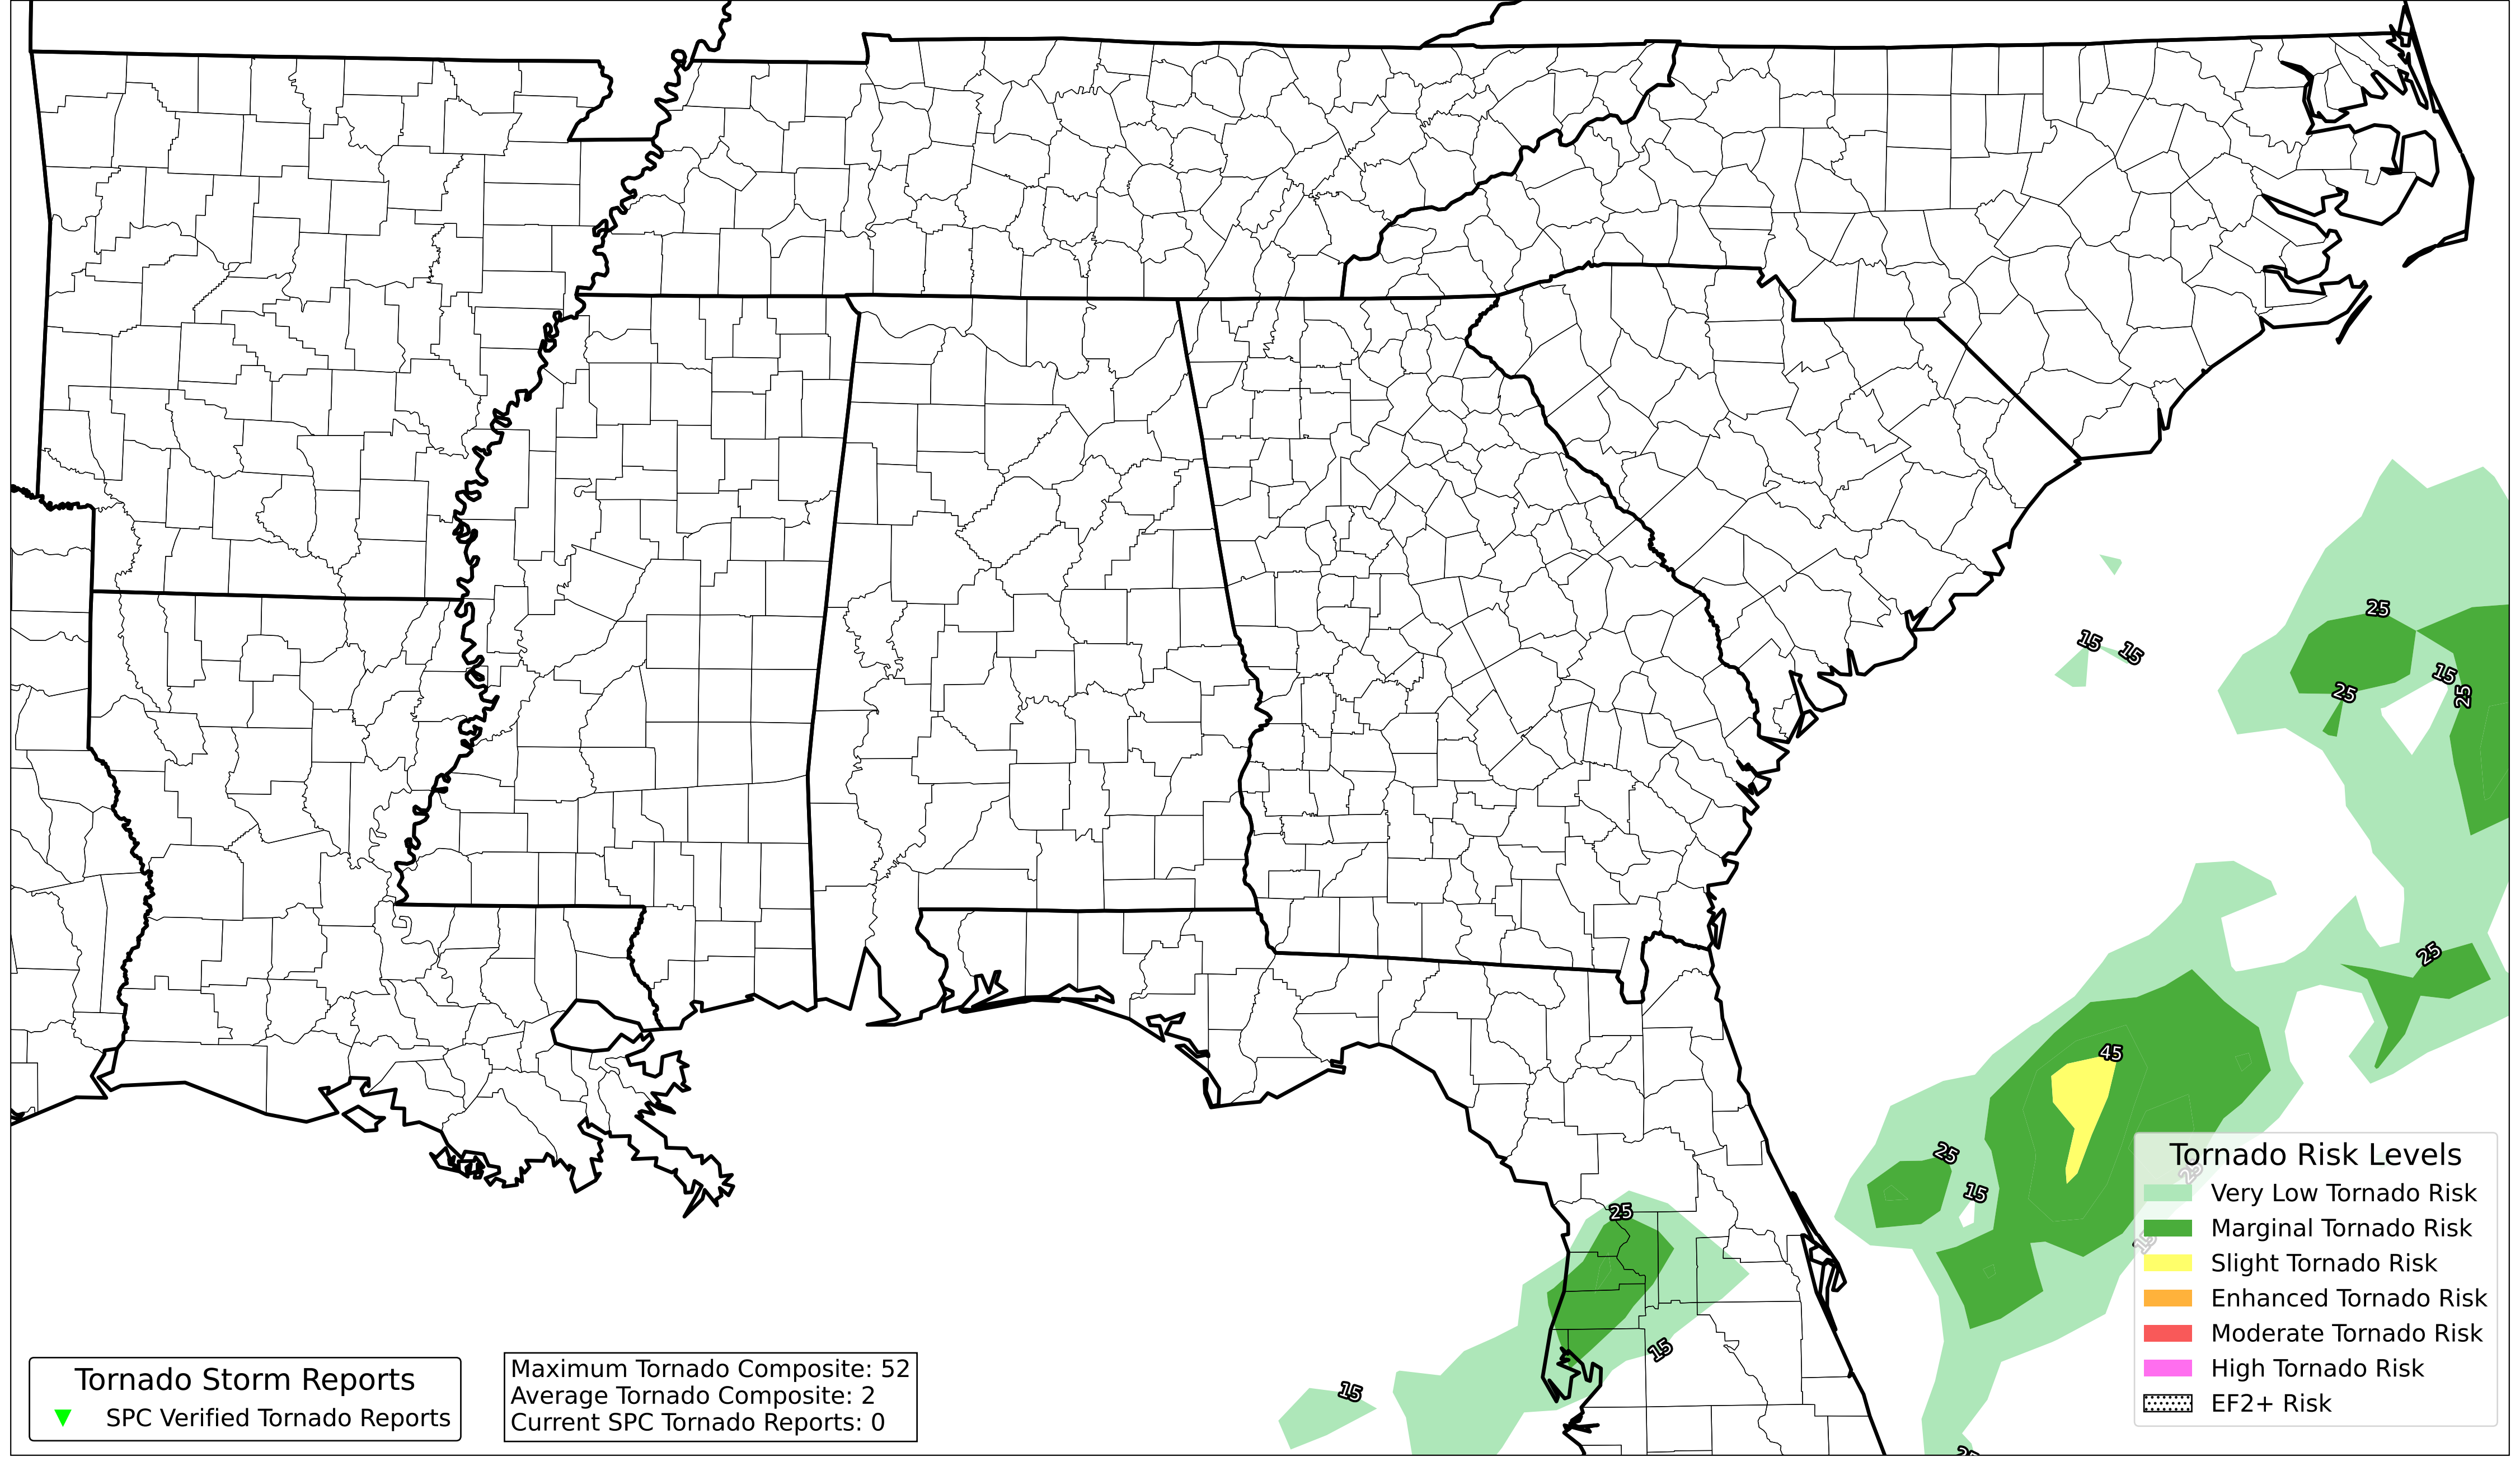 25
15
15
15
25
25
25
45
25
15
25
15
25
15
15
Tornado Risk Levels
Very Low Tornado Risk
Marginal Tornado Risk
Slight Tornado Risk
Enhanced Tornado Risk
Moderate Tornado Risk
High Tornado Risk
EF2+ Risk
Tornado Storm Reports
SPC Verified Tornado Reports
Maximum Tornado Composite: 52
Average Tornado Composite: 2
Current SPC Tornado Reports: 0